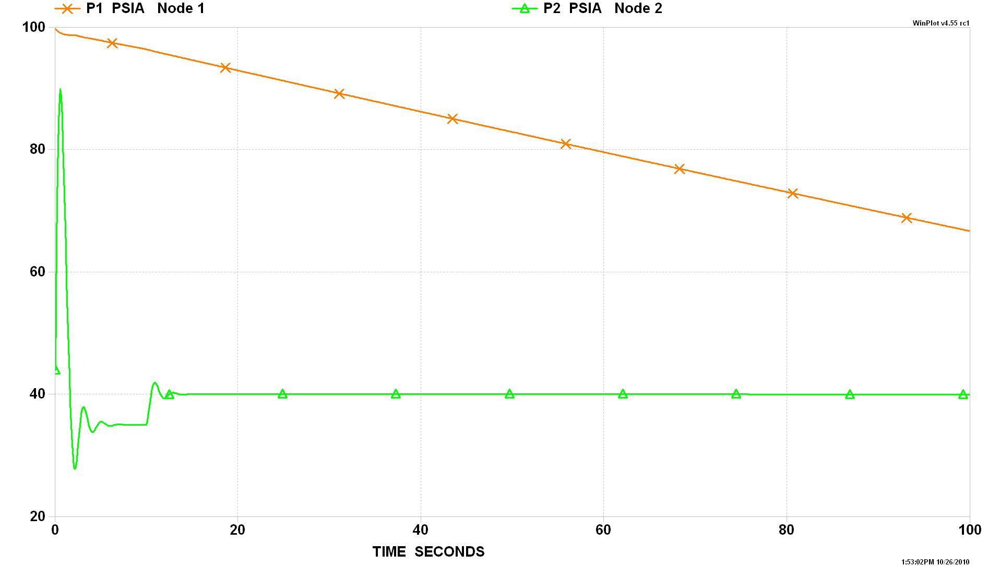 P1 PSIA Node 1
P2 PSIA Node 2
WinPlot v4.55 rc1
100
80
60
40
20
0 20 40 60 80 100
TIME SECONDS
1:53:02PM 10/26/2010